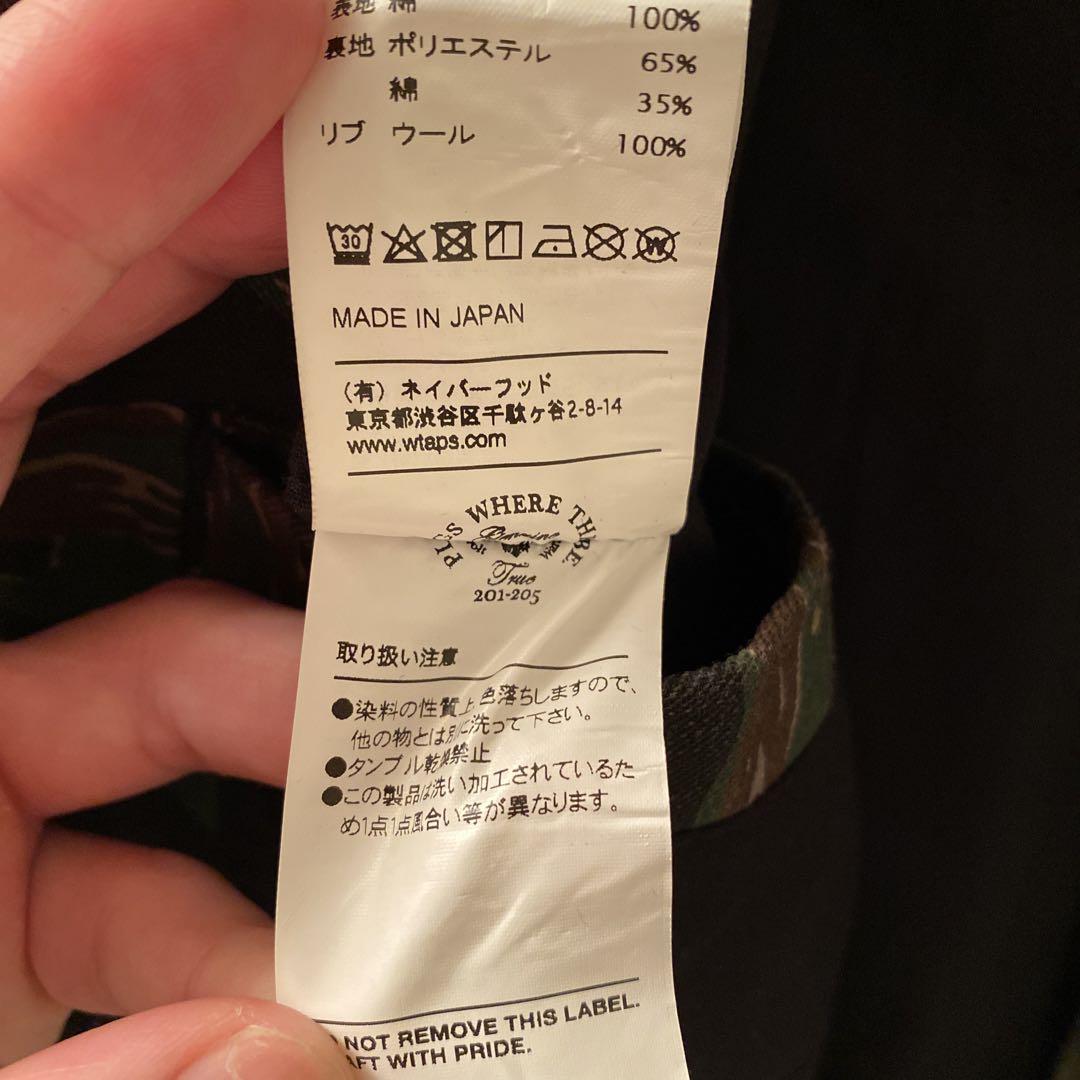 表地 綿 100%
裏地 ポリエステル 65%
綿 35%
リブ ウール 100%
30
W
MADE IN JAPAN
（有）ネイバーフッド
東京都渋谷区千駄ヶ谷2-8-14
www.wtaps.com
WHERE
True
201-205
取り扱い注意
●染料の性質上色落ちしますので、
他の物とは別に洗って下さい。
●タンブル乾燥禁止
●この製品は洗い加工されているた
め1点1点風合い等が異なります。
NOT REMOVE THIS LABEL.
WITH PRIDE.